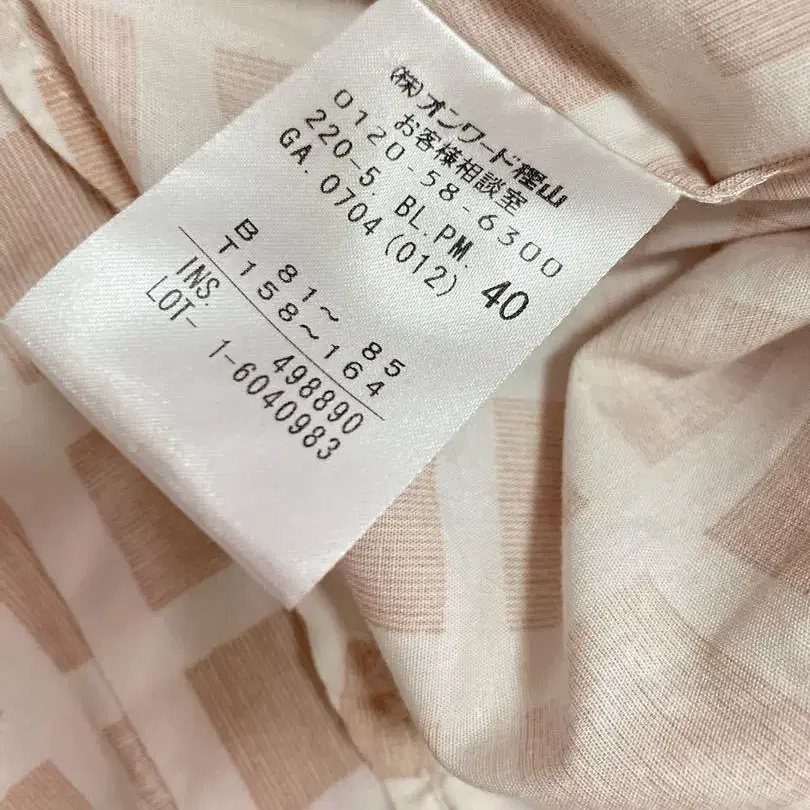 (株)オンワード樫山
お客様相談室
0120-58-6300
220-5 BL.PM.
GA.0704(012) 40
B 81～ 85
T158～164
INS. 498890
LOT- 1-6040983